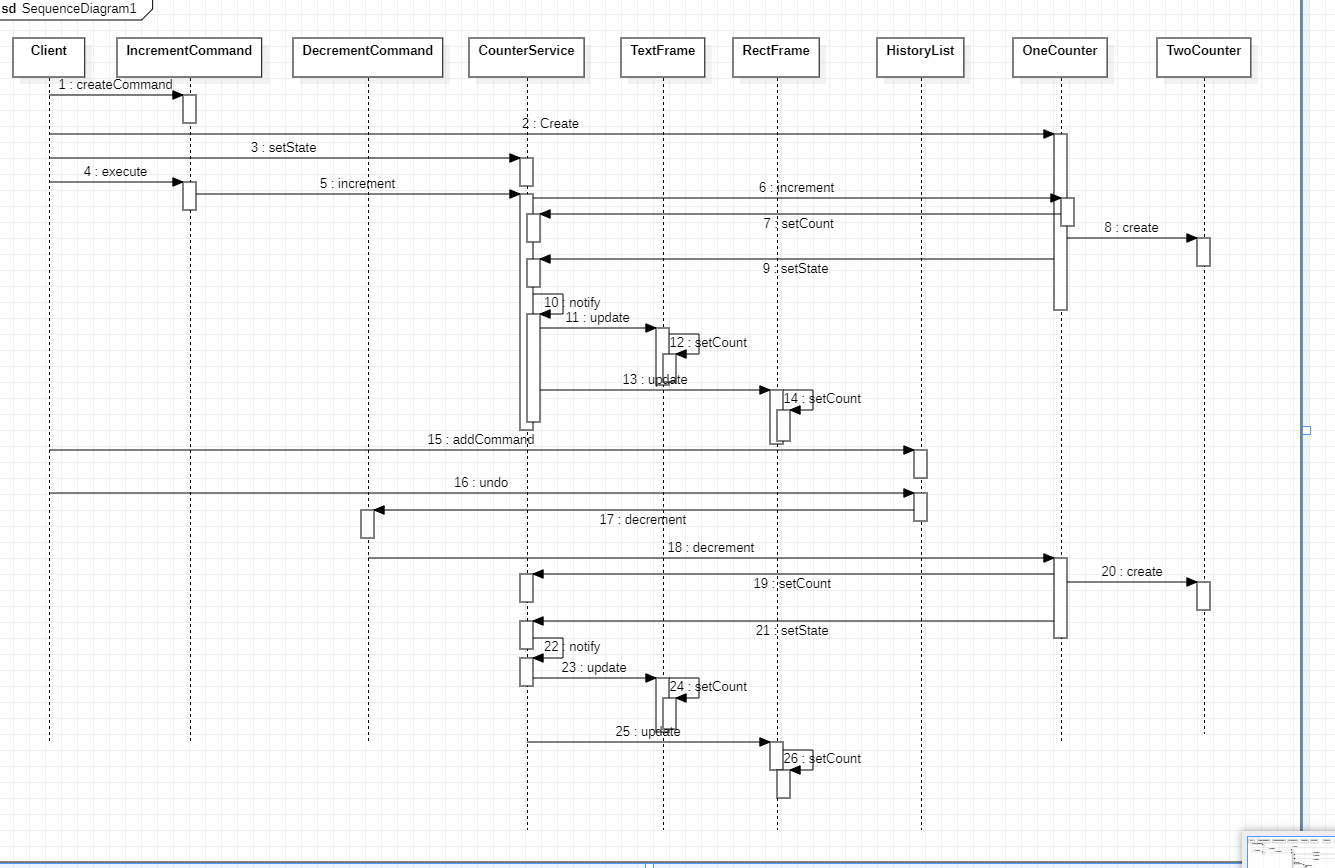 sd SequenceDiagram1
Client IncrementCommand DecrementCommand CounterService TextFrame RectFrame HistoryList OneCounter TwoCounter
1 : createCommand
2 : Create
3 : setState
4 : execute
5 : increment
6 : increment
7 : setCount
8 : create
9 : setState
10 : notify
11 : update
12 : setCount
13 : update
14 : setCount
15 : addCommand
16 : undo
17 : decrement
18 : decrement
19 : setCount
20 : create
21 : setState
22 : notify
23 : update
24 : setCount
25 : update
26 : setCount